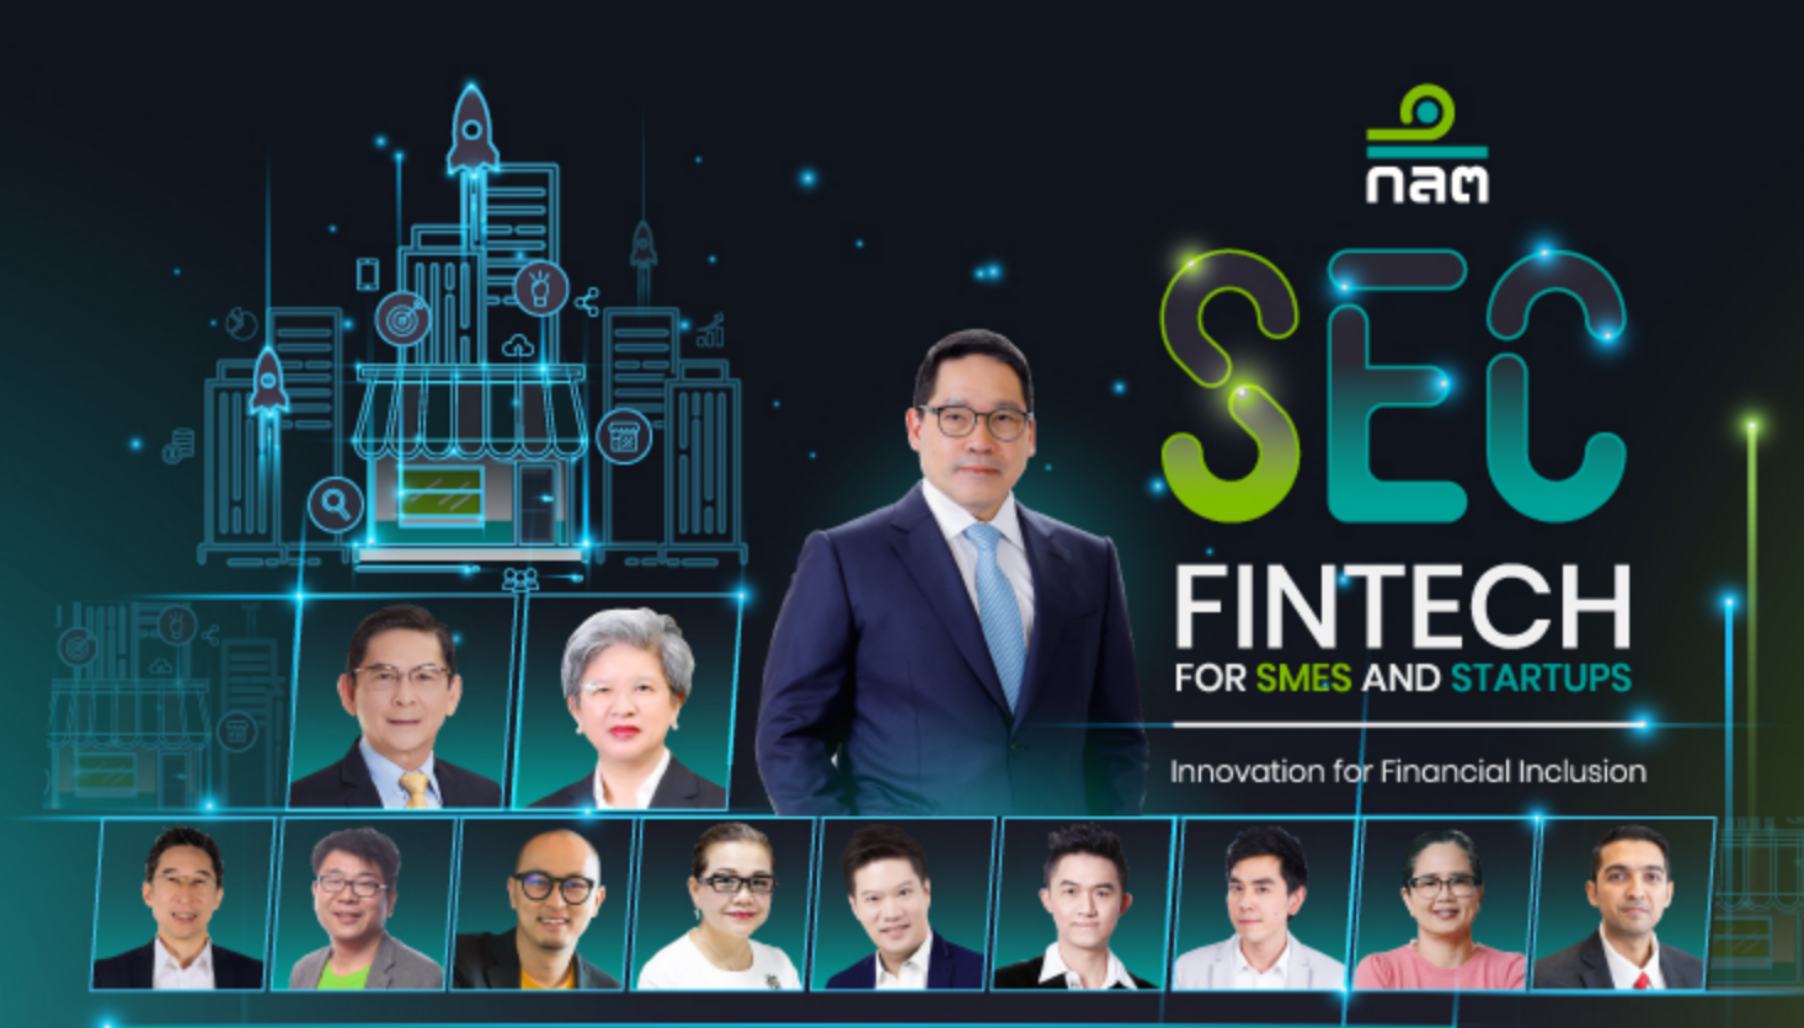 กลต
SEC
FINTECH
FOR SMES AND STARTUPS
Innovation for Financial Inclusion